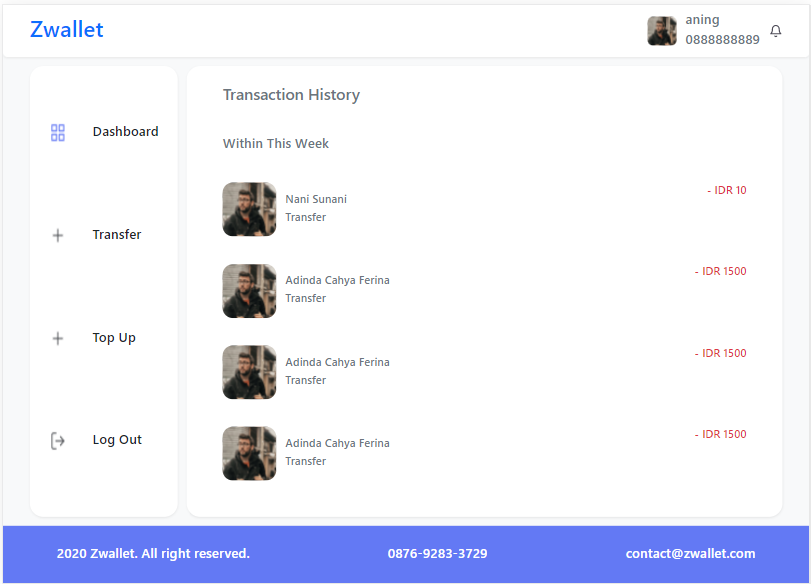 Zwallet
aning
0888888889
Dashboard
Transfer
Top Up
Log Out
Transaction History
Within This Week
Nani Sunani
Transfer
- IDR 10
Adinda Cahya Ferina
Transfer
- IDR 1500
Adinda Cahya Ferina
Transfer
- IDR 1500
Adinda Cahya Ferina
Transfer
- IDR 1500
2020 Zwallet. All right reserved.
0876-9283-3729
contact@zwallet.com